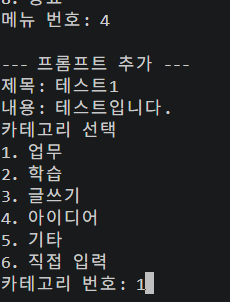 메뉴 번호: 4
--- 프롬프트 추가 ---
제목: 테스트1
내용: 테스트입니다.
카테고리 선택
1. 업무
2. 학습
3. 글쓰기
4. 아이디어
5. 기타
6. 직접 입력
카테고리 번호: 1